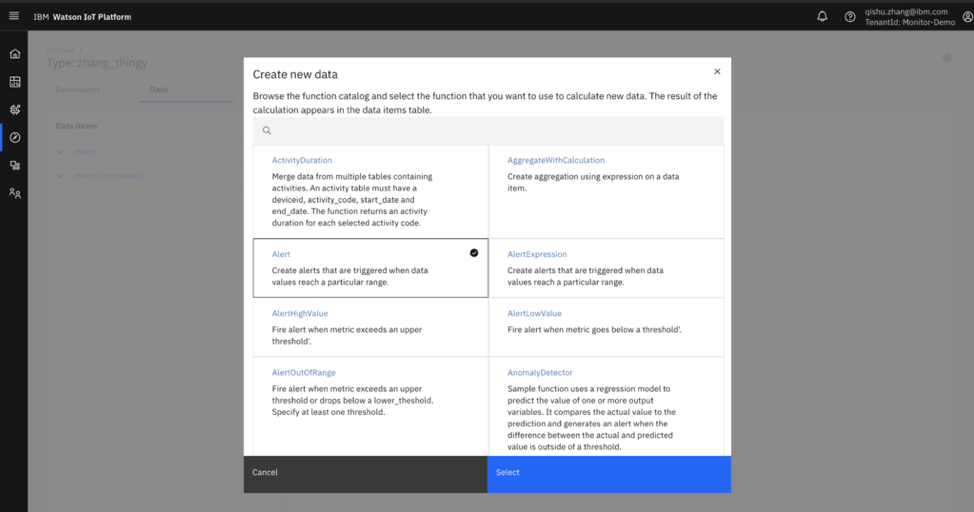 IBM Watson IoT Platform
qishu.zhang@ibm.com
TenantId: Monitor-Demo
Entities /
Type: zhang_thingy
Dashboards
Data
Data items
Metric
Metric (calculated)
Create new data
Browse the function catalog and select the function that you want to use to calculate new data. The result of the
calculation appears in the data items table.
ActivityDuration
Merge data from multiple tables containing
activities. An activity table must have a
deviceid, activity_code, start_date and
end_date. The function returns an activity
duration for each selected activity code.
AggregateWithCalculation
Create aggregation using expression on a data
item.
Alert
Create alerts that are triggered when data
values reach a particular range.
AlertExpression
Create alerts that are triggered when data
values reach a particular range.
AlertHighValue
Fire alert when metric exceeds an upper
threshold'.
AlertLowValue
Fire alert when metric goes below a threshold'.
AlertOutOfRange
Fire alert when metric exceeds an upper
threshold or drops below a lower_theshold.
Specify at least one threshold.
AnomalyDetector
Sample function uses a regression model to
predict the value of one or more output
variables. It compares the actual value to the
prediction and generates an alert when the
difference between the actual and predicted
value is outside of a threshold.
Cancel
Select